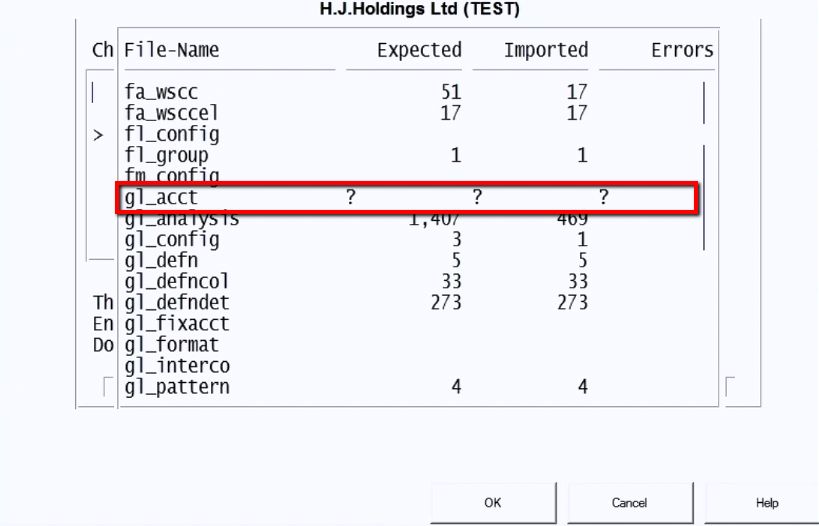 H.J.Holdings Ltd (TEST)
Ch File-Name Expected Imported Errors
fa_wscc 51 17
fa_wsccel 17 17
> fl_config
fl_group 1 1
fm_config
gl_acct ? ? ?
gl_analysis 1,407 469
gl_config 3 1
gl_defn 5 5
gl_defncol 33 33
Th gl_defndet 273 273
En gl_fixacct
Do gl_format
gl_interco
gl_pattern 4 4
OK Cancel Help